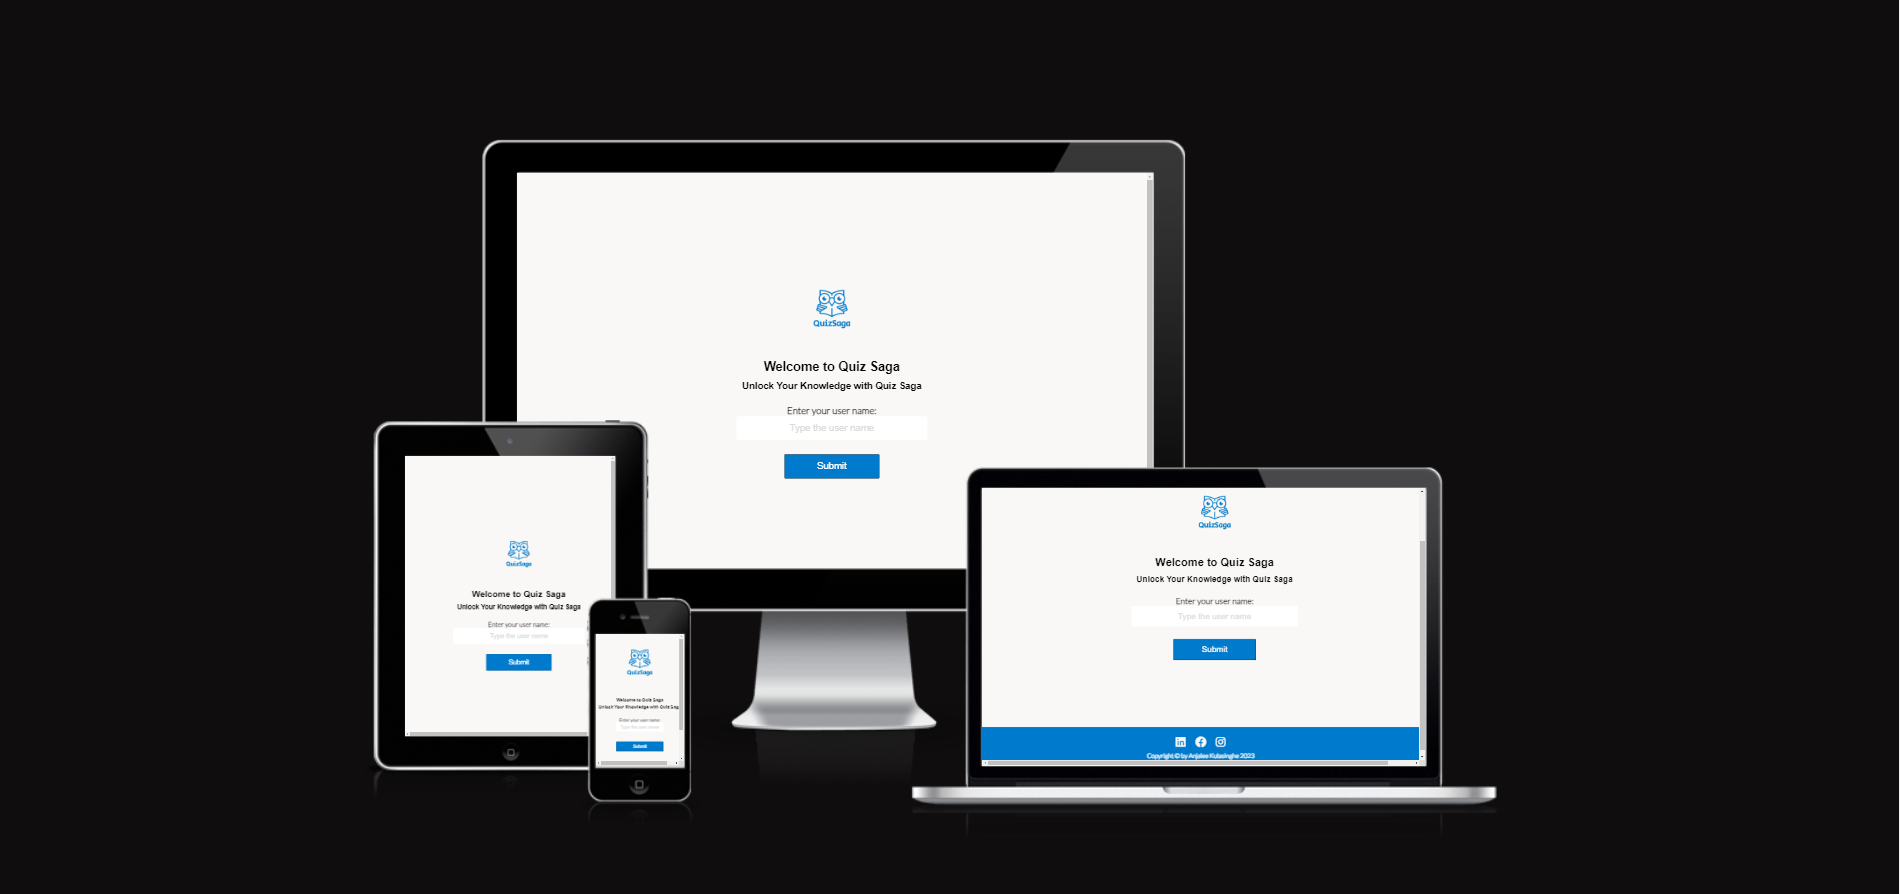 QuizSaga
Welcome to Quiz Saga
Unlock Your Knowledge with Quiz Saga
Enter your user name:
Type the user name
Submit
QuizSaga
Welcome to Quiz Saga
Unlock Your Knowledge with Quiz Saga
Enter your user name:
Type the user name
Submit
QuizSaga
Welcome to Quiz Saga
Unlock Your Knowledge with Quiz Sag
Enter your user name:
Type the user name
Submit
QuizSaga
Welcome to Quiz Saga
Unlock Your Knowledge with Quiz Saga
Enter your user name:
Type the user name
Submit
Copyright © by Anjalee Kulasinghe 2023